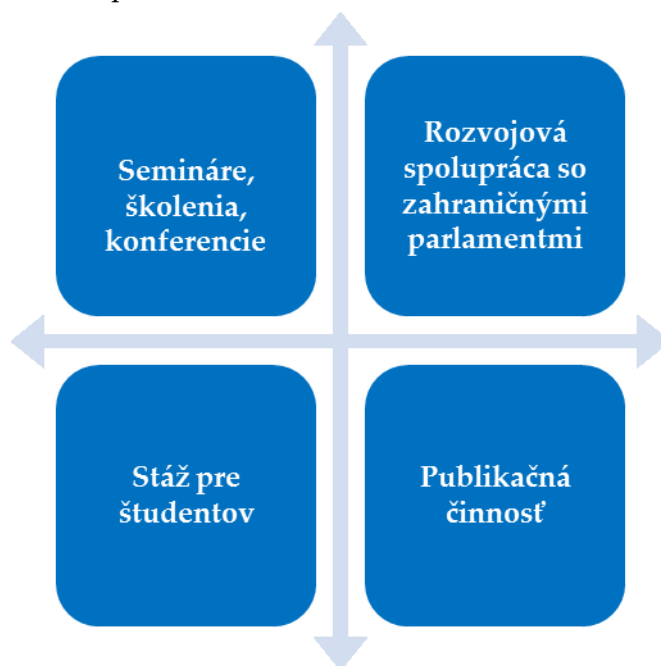 Semináre,
školenia,
konferencie
Rozvojová
spolupráca so
zahraničnými
parlamentmi
Stáž pre
študentov
Publikačná
činnosť